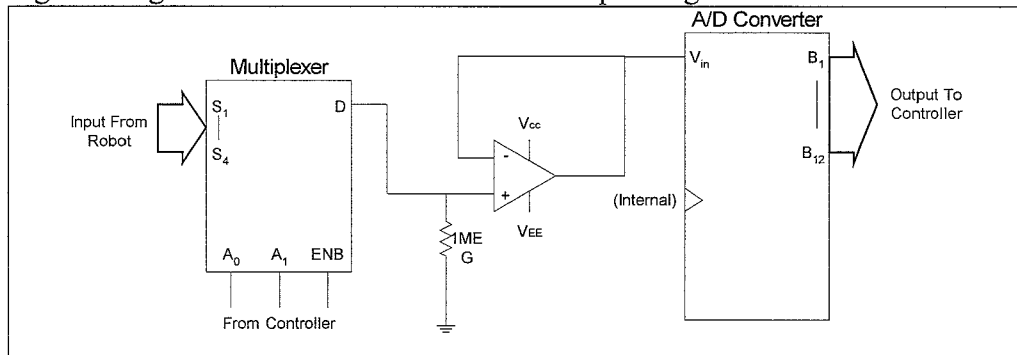 A/D Converter
Multiplexer
Input From
Robot
S1
S4
D
A0 A1 ENB
From Controller
Vcc
-
+
VEE
1ME
G
Vin
(Internal)
B1
B12
Output To
Controller